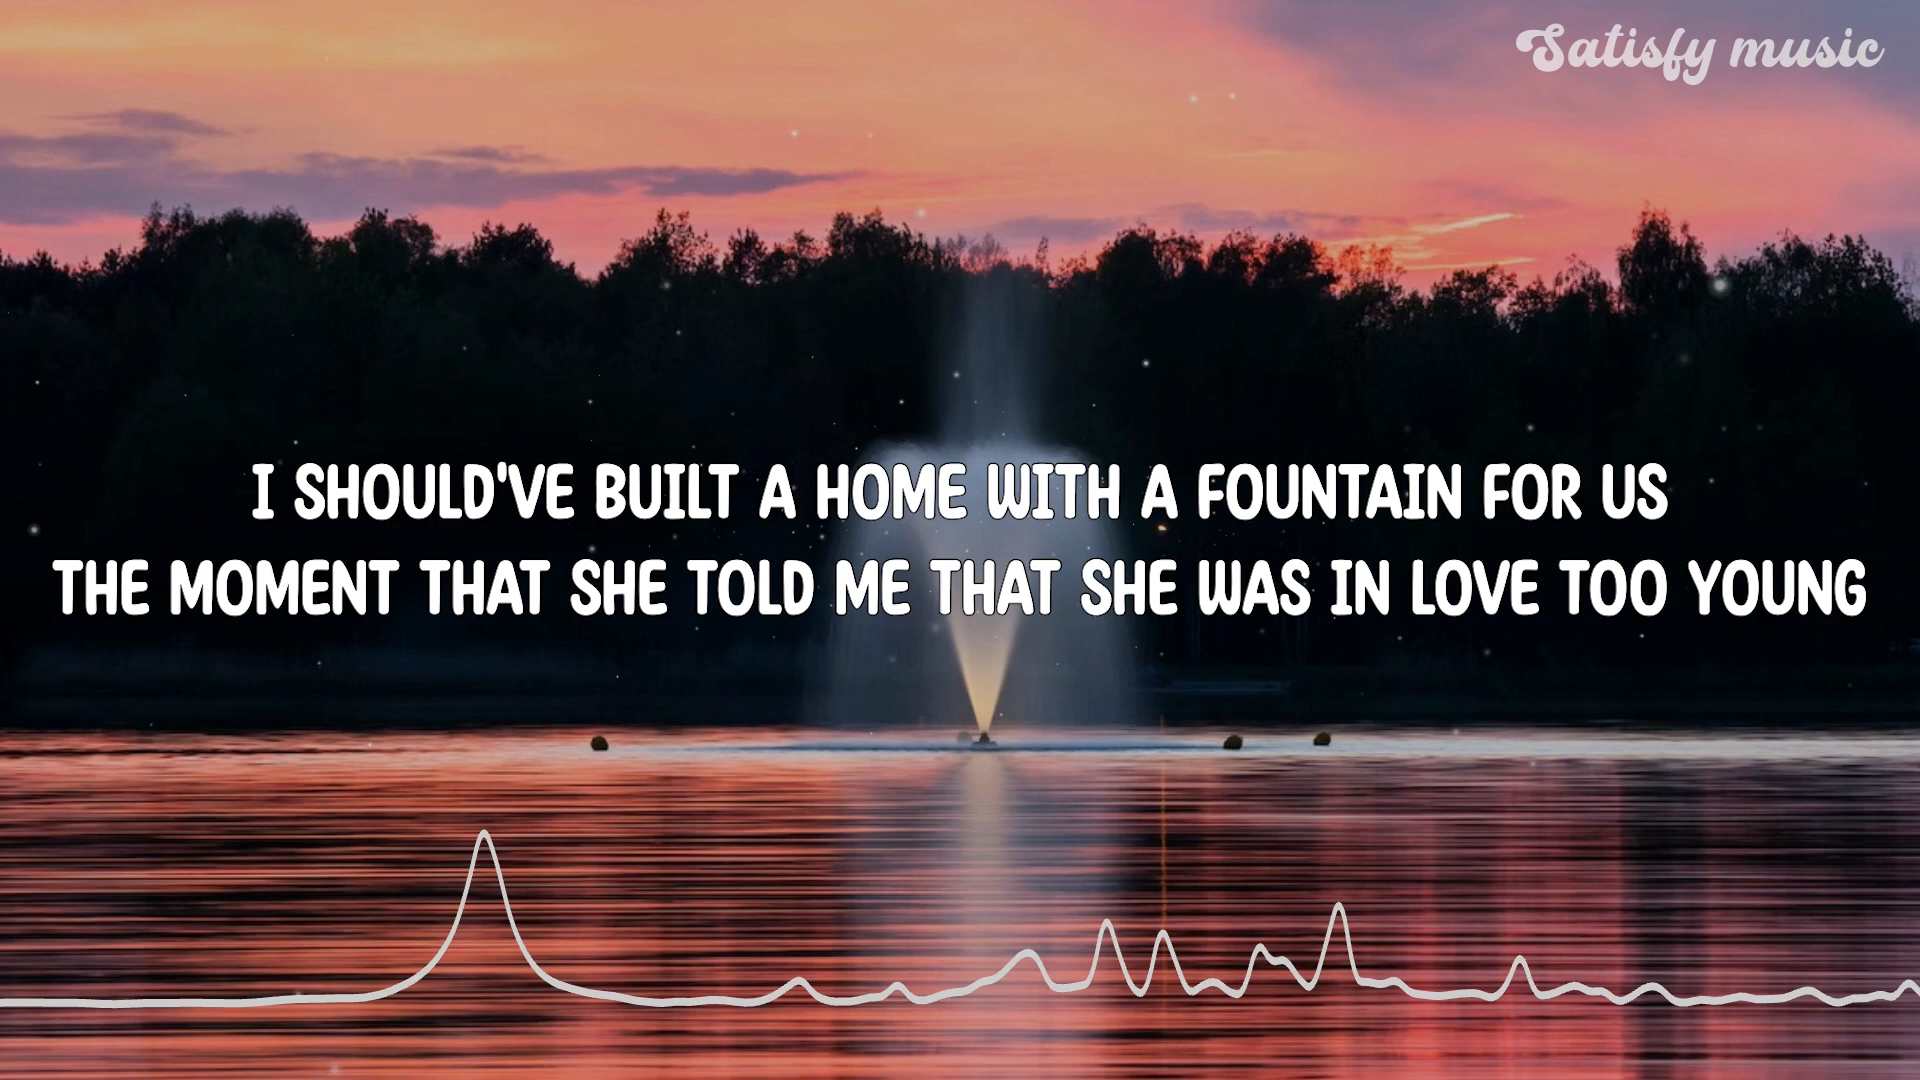 Satisfy music
I SHOULD'VE BUILT A HOME WITH A FOUNTAIN FOR US
THE MOMENT THAT SHE TOLD ME THAT SHE WAS IN LOVE TOO YOUNG